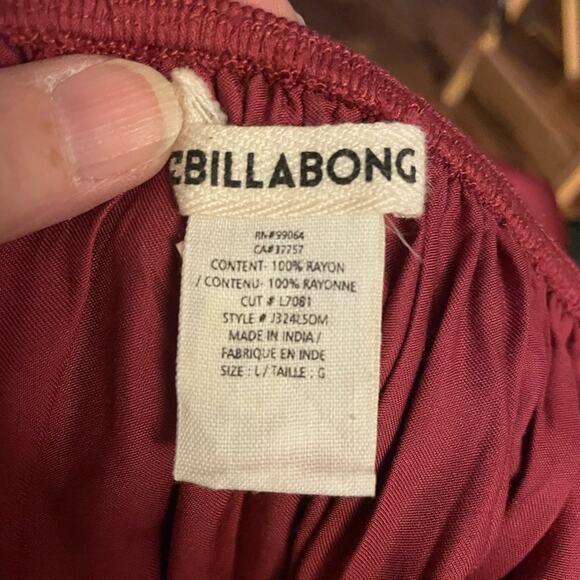 BILLABONG
RN#99064
CA#37757
CONTENT- 100% RAYON
/ CONTENU- 100% RAYONNE
CUT # L7081
STYLE # J324LSOM
MADE IN INDIA /
FABRIQUE EN INDE
SIZE : L / TAILLE : G